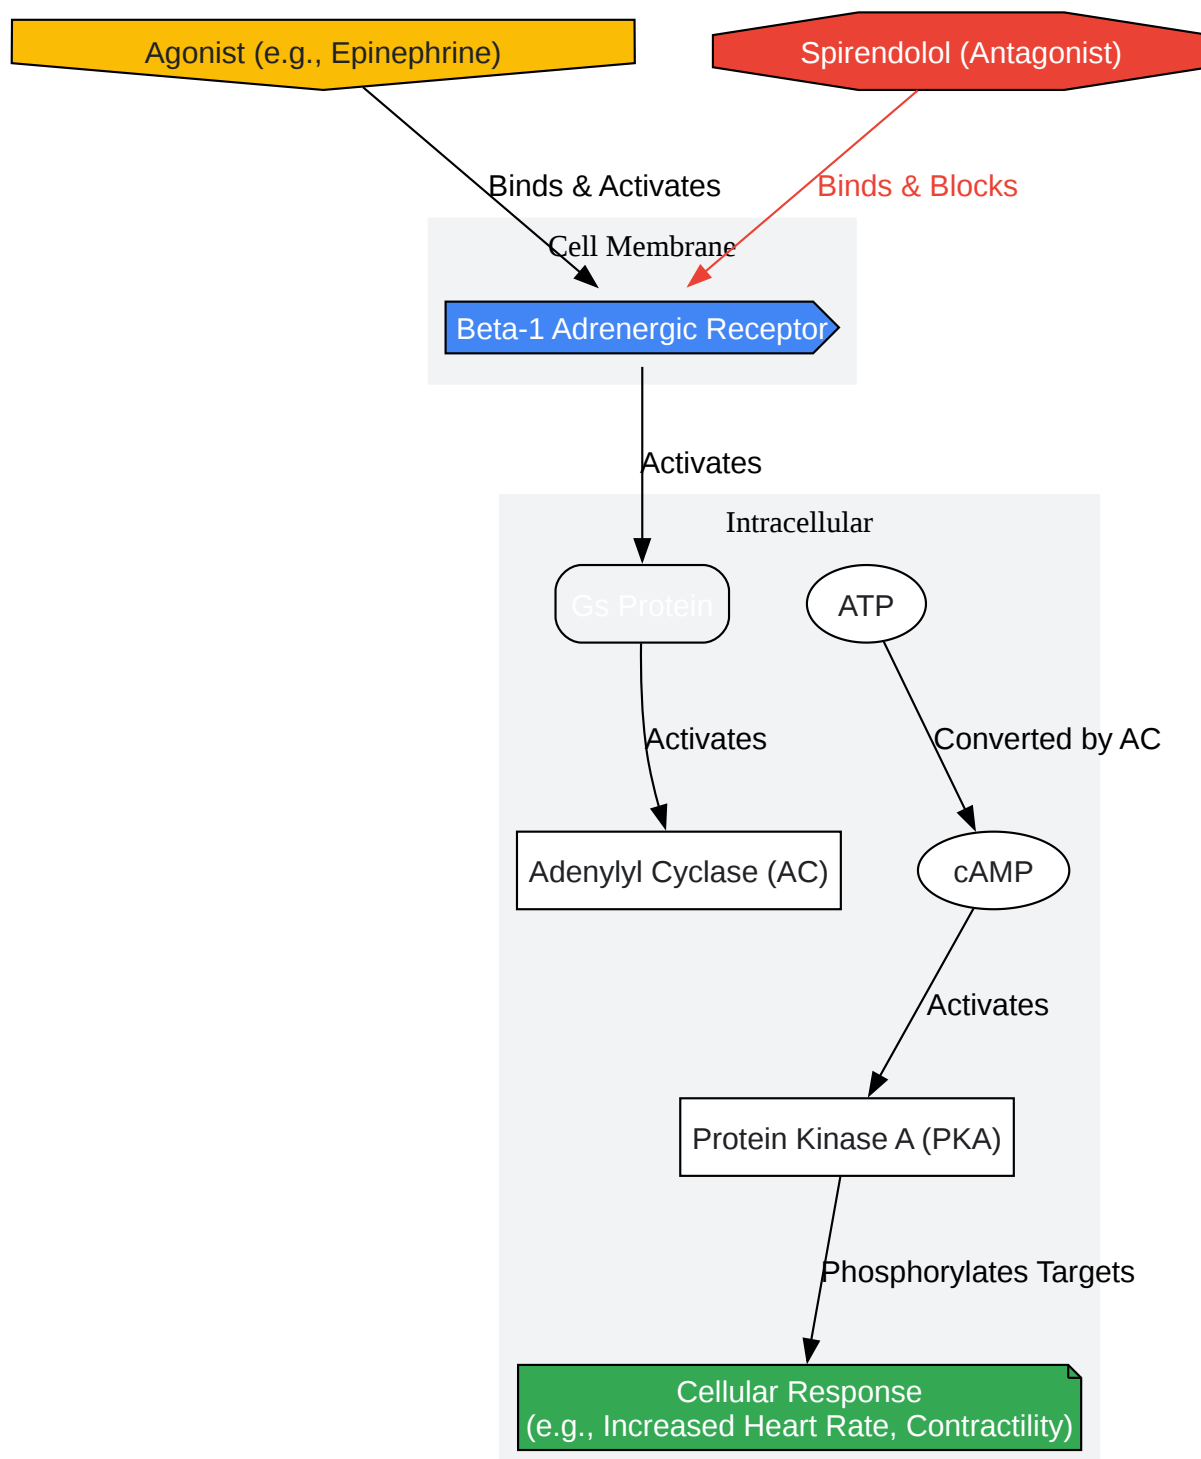 Agonist (e.g., Epinephrine)
Spirendolol (Antagonist)
Binds & Activates
Binds & Blocks
Cell Membrane
Beta-1 Adrenergic Receptor
Activates
Intracellular
Gs Protein
ATP
Activates
Converted by AC
Adenylyl Cyclase (AC)
cAMP
Activates
Protein Kinase A (PKA)
Phosphorylates Targets
Cellular Response
(e.g., Increased Heart Rate, Contractility)